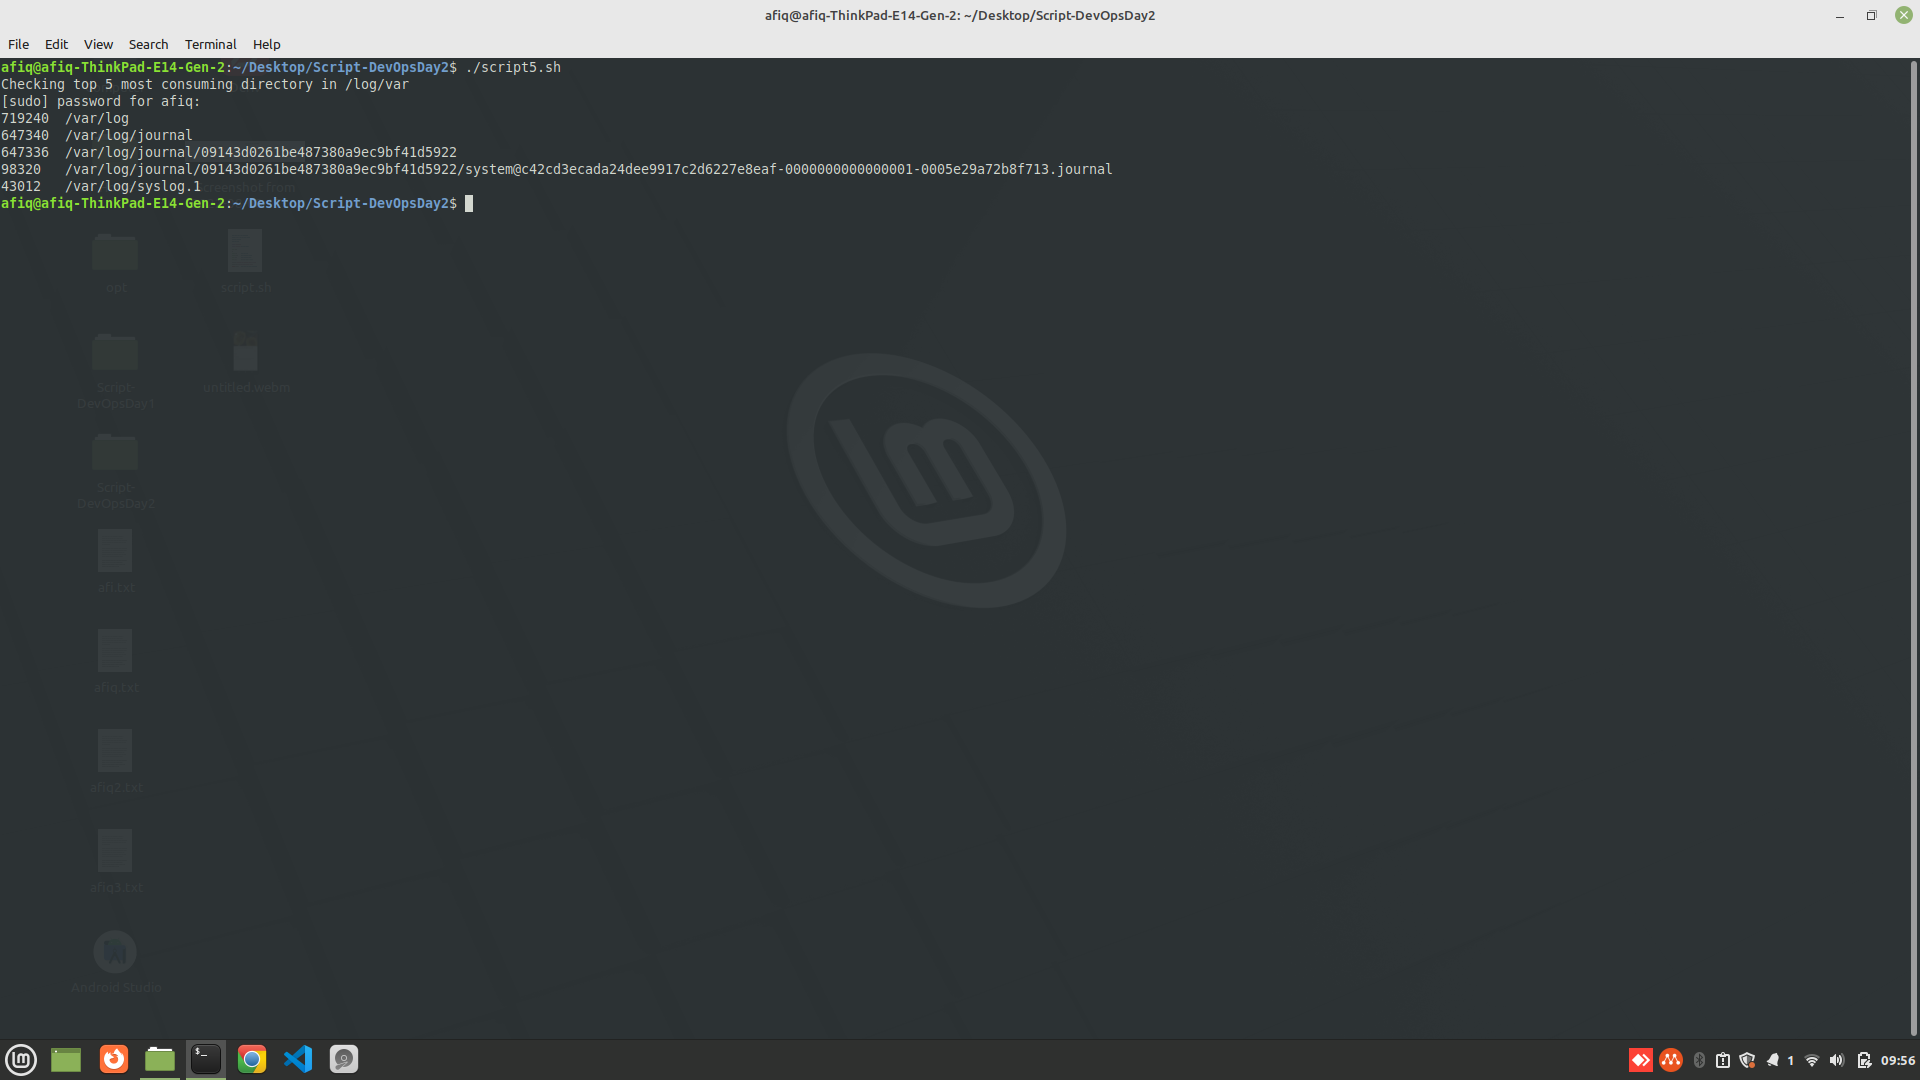 afiq@afiq-ThinkPad-E14-Gen-2: ~/Desktop/Script-DevOpsDay2
File Edit View Search Terminal Help
afiq@afiq-ThinkPad-E14-Gen-2:~/Desktop/Script-DevOpsDay2$ ./script5.sh
Checking top 5 most consuming directory in /log/var
[sudo] password for afiq:
719240 /var/log
647340 /var/log/journal
647336 /var/log/journal/09143d0261be487380a9ec9bf41d5922
98320 /var/log/journal/09143d0261be487380a9ec9bf41d5922/system@c42cd3ecada24dee9917c2d6227e8eaf-0000000000000001-0005e29a72b8f713.journal
43012 /var/log/syslog.1
afiq@afiq-ThinkPad-E14-Gen-2:~/Desktop/Script-DevOpsDay2$
opt
script.sh
Script-
DevOpsDay1
untitled.webm
Script-
DevOpsDay2
afi.txt
afiq.txt
afiq2.txt
afiq3.txt
Android Studio
1
09:56